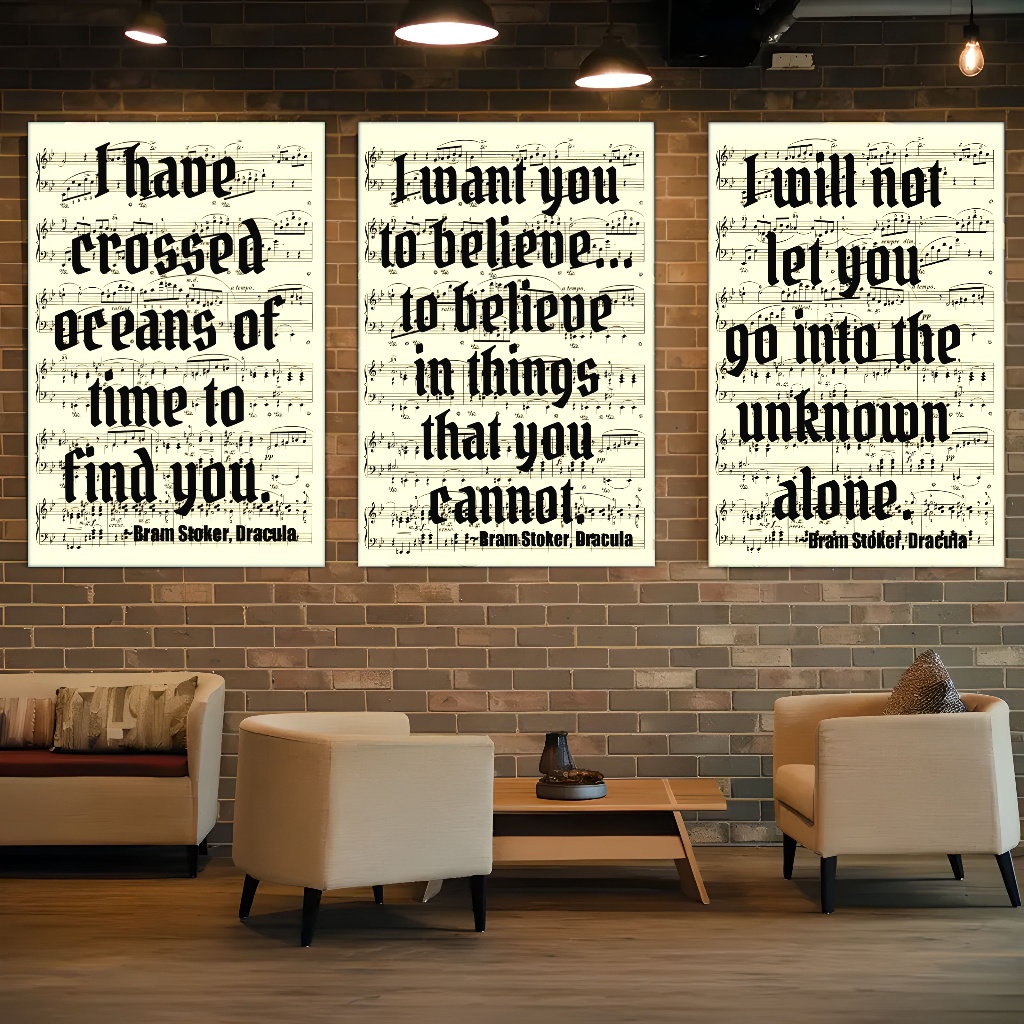 I have
crossed
oceans of
time to
find you.
~Bram Stoker, Dracula
I want you
to believe...
to believe
in things
that you
cannot.
~Bram Stoker, Dracula
I will not
let you
go into the
unknown
alone.
~Bram Stoker, Dracula